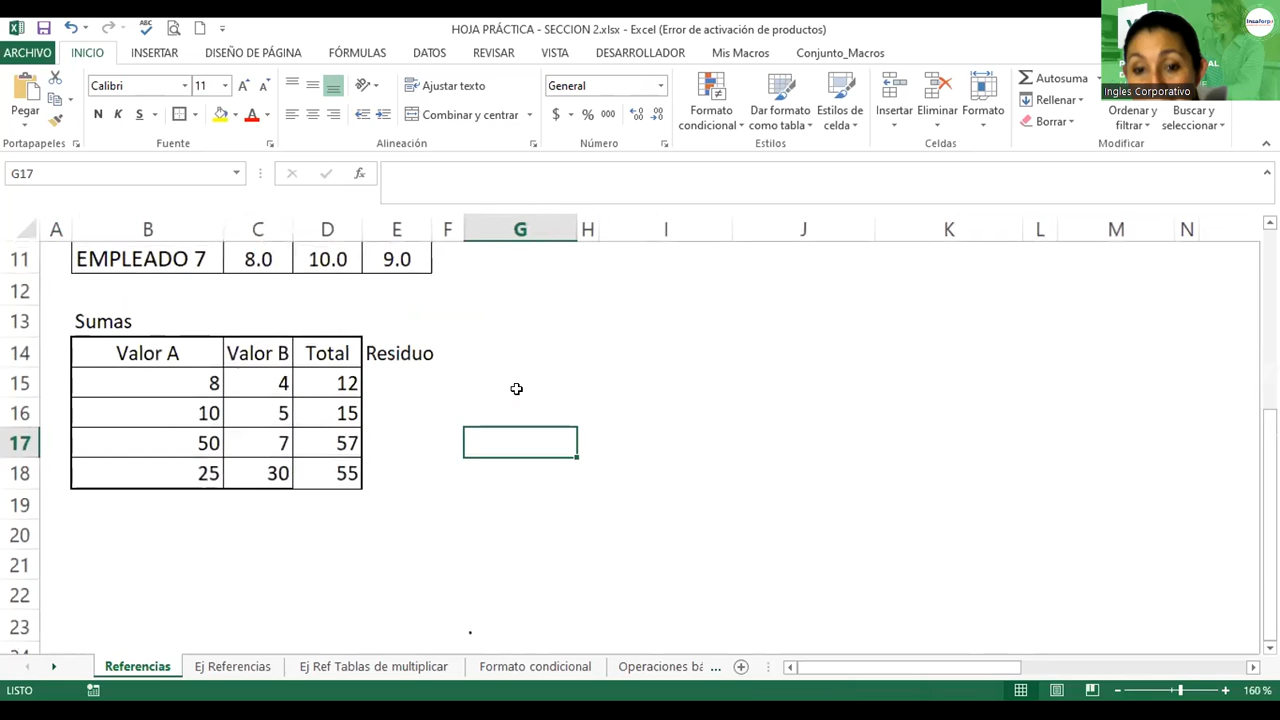 HOJA PRÁCTICA - SECCION 2.xlsx - Excel (Error de activación de productos)
Insaforp
ARCHIVO INICIO INSERTAR DISEÑO DE PÁGINA FÓRMULAS DATOS REVISAR VISTA DESARROLLADOR Mis Macros Conjunto_Macros
Ingles Corporativo
Pegar
Calibri 11
N K S
Ajustar texto
Combinar y centrar
General
$ % 000
Formato condicional
Dar formato como tabla
Estilos de celda
Insertar
Eliminar
Formato
Autosuma
Rellenar
Borrar
Ordenar y filtrar
Buscar y seleccionar
Portapapeles Fuente Alineación Número Estilos Celdas Modificar
G17
fx
A B C D E F G H I J K L M N
11 EMPLEADO 7 8.0 10.0 9.0
12
13 Sumas
14 Valor A Valor B Total Residuo
15 8 4 12
16 10 5 15
17 50 7 57
18 25 30 55
19
20
21
22
23 .
Referencias Ej Referencias Ej Ref Tablas de multiplicar Formato condicional Operaciones bá ...
LISTO 160 %